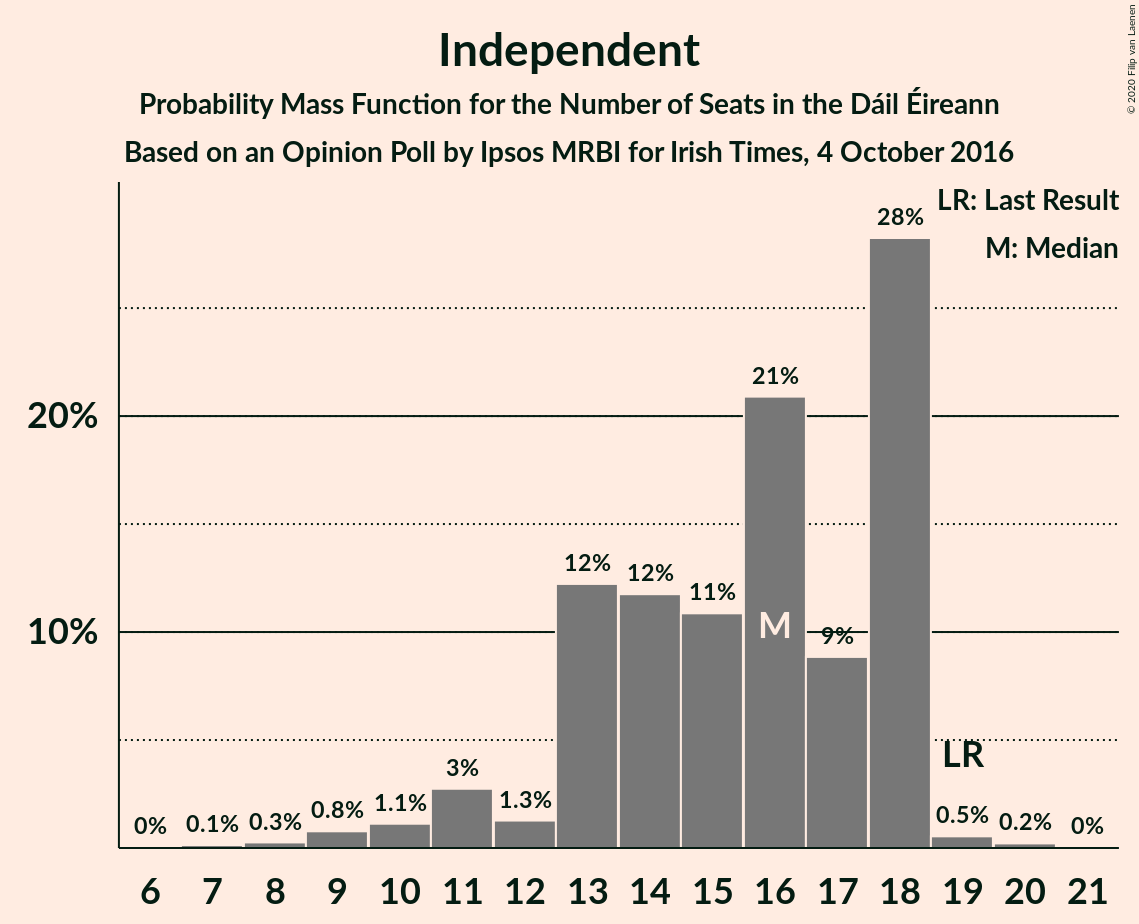 Independent
Probability Mass Function for the Number of Seats in the Dáil Éireann
Based on an Opinion Poll by Ipsos MRBI for Irish Times, 4 October 2016
© 2020 Filip van Laenen
LR: Last Result
M: Median
20%
10%
0%
0.1%
0.3%
0.8%
1.1%
3%
1.3%
12%
12%
11%
21%
9%
28%
0.5%
0.2%
0%
M
LR
6 7 8 9 10 11 12 13 14 15 16 17 18 19 20 21